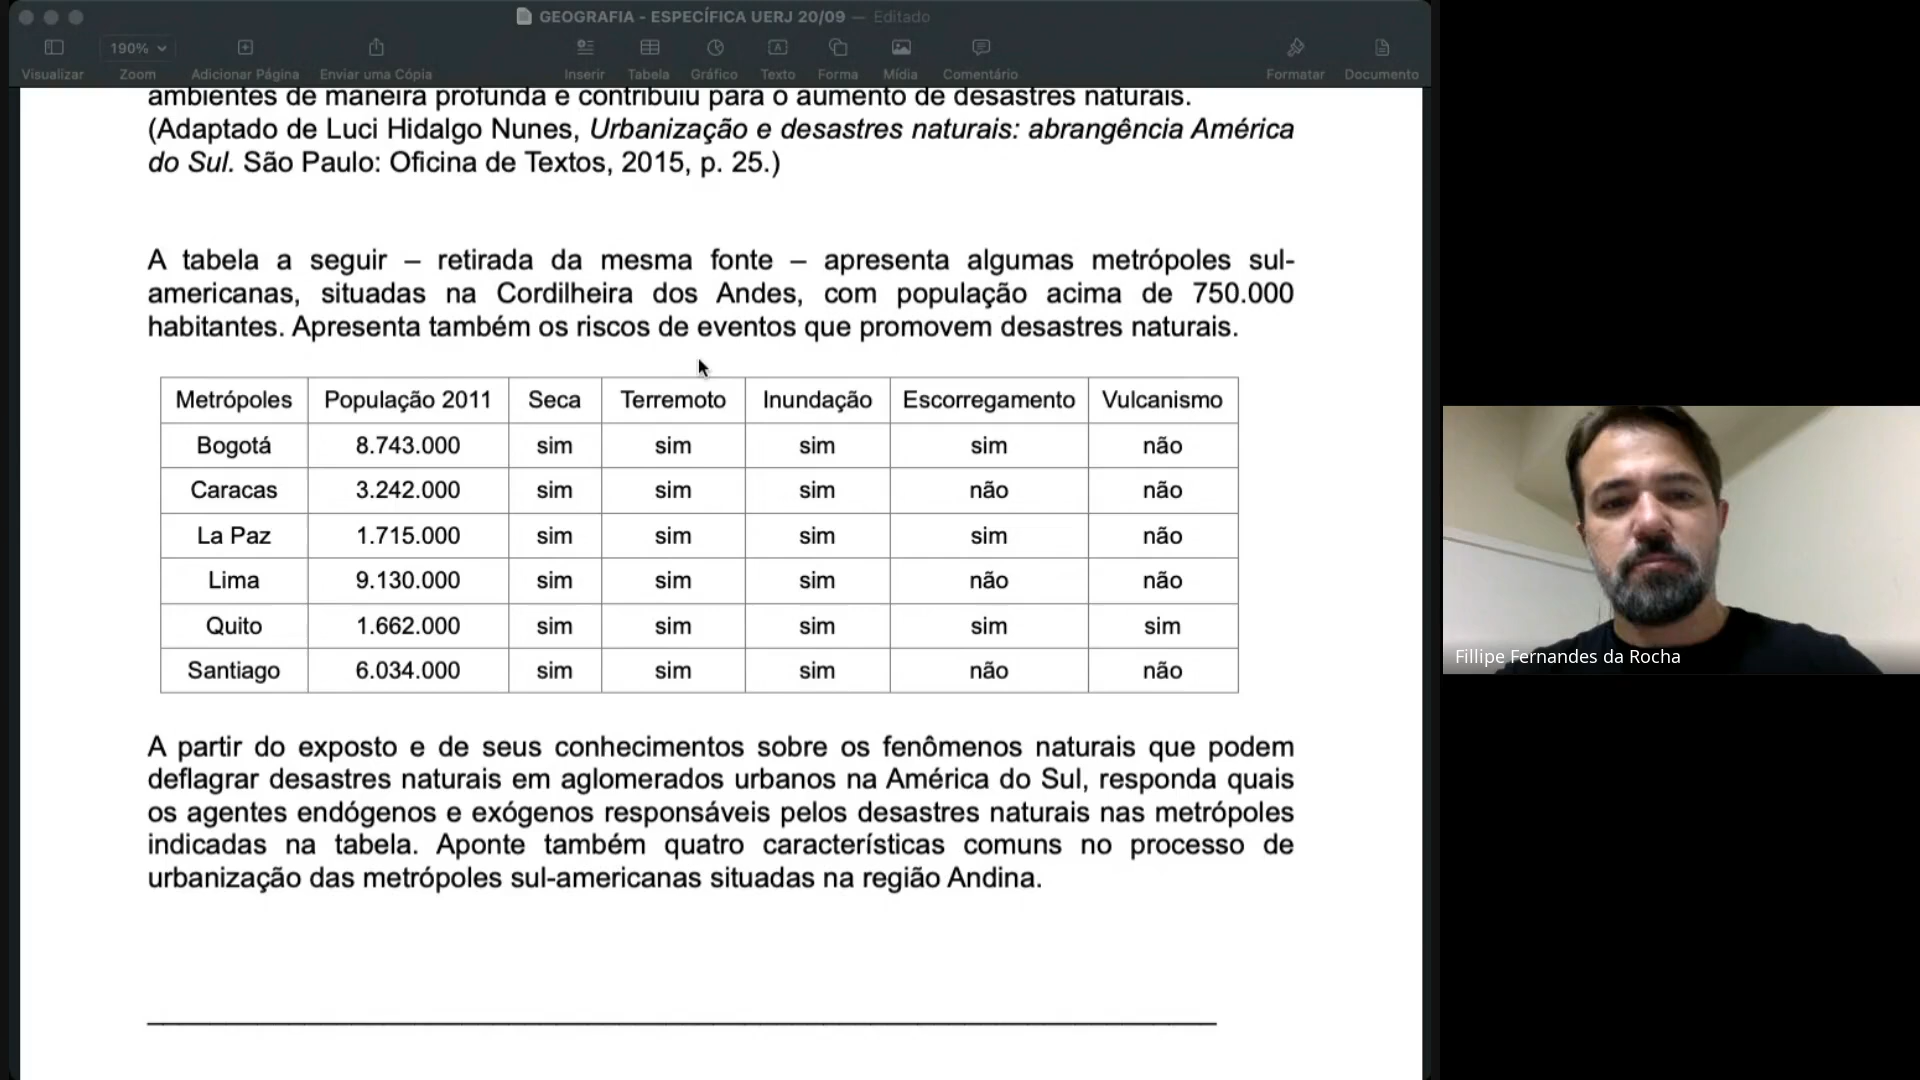 GEOGRAFIA - ESPECÍFICA UERJ 20/09 — Editado
190%
Visualizar Zoom Adicionar Página Enviar uma Cópia Inserir Tabela Gráfico Texto Forma Mídia Comentário Formatar Documento
ambientes de maneira profunda e contribuiu para o aumento de desastres naturais.
(Adaptado de Luci Hidalgo Nunes, Urbanização e desastres naturais: abrangência América
do Sul. São Paulo: Oficina de Textos, 2015, p. 25.)
A tabela a seguir – retirada da mesma fonte – apresenta algumas metrópoles sul-
americanas, situadas na Cordilheira dos Andes, com população acima de 750.000
habitantes. Apresenta também os riscos de eventos que promovem desastres naturais.
Metrópoles População 2011 Seca Terremoto Inundação Escorregamento Vulcanismo
Bogotá 8.743.000 sim sim sim sim não
Caracas 3.242.000 sim sim sim não não
La Paz 1.715.000 sim sim sim sim não
Lima 9.130.000 sim sim sim não não
Quito 1.662.000 sim sim sim sim sim
Santiago 6.034.000 sim sim sim não não
A partir do exposto e de seus conhecimentos sobre os fenômenos naturais que podem
deflagrar desastres naturais em aglomerados urbanos na América do Sul, responda quais
os agentes endógenos e exógenos responsáveis pelos desastres naturais nas metrópoles
indicadas na tabela. Aponte também quatro características comuns no processo de
urbanização das metrópoles sul-americanas situadas na região Andina.
Fillipe Fernandes da Rocha